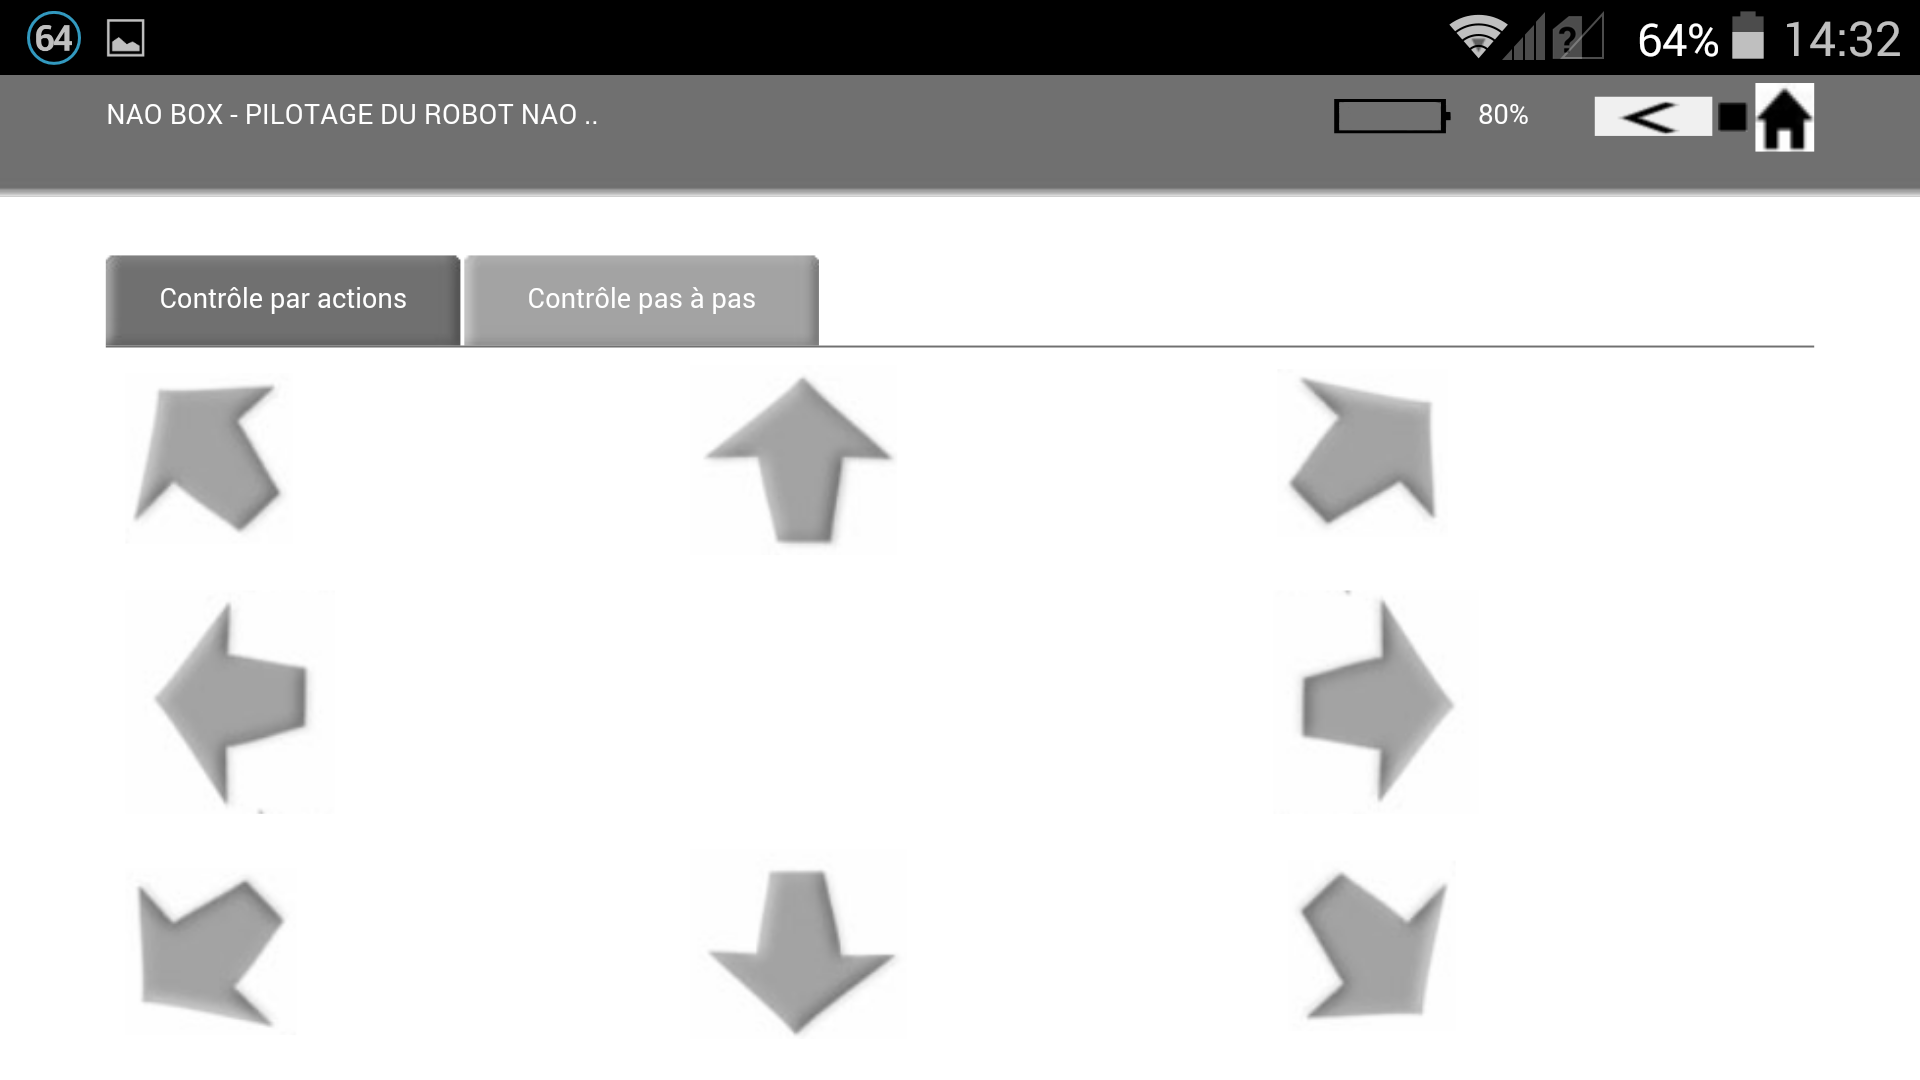 64 ? 64% 14:32
NAO BOX - PILOTAGE DU ROBOT NAO .. 80% <
Contrôle par actions Contrôle pas à pas